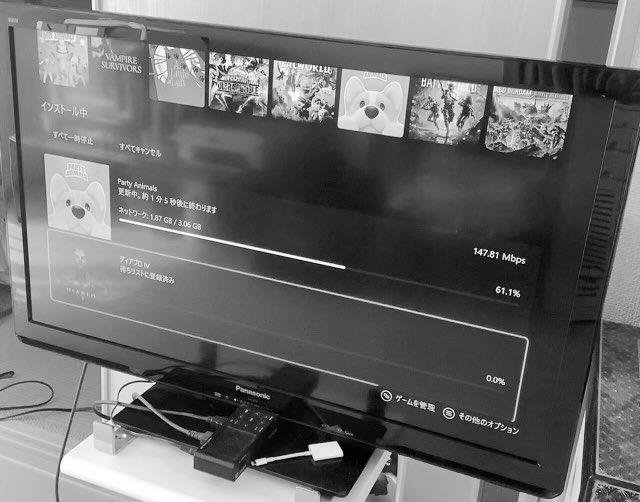 VAMPIRE
SURVIVORS
PALWORLD
インストール中
すべて一時停止
すべてキャンセル
Party Animals
更新中。約 1 分 5 秒後に終わります
ネットワーク: 1.87 GB / 3.06 GB
147.81 Mbps
61.1%
ディアブロ IV
待ちリストに登録済み
DIABLO
0.0%
ゲームを管理
その他のオプション
Panasonic